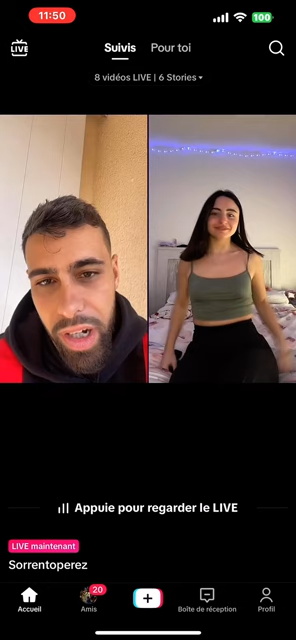 11:50
100
LIVE
Suivis
Pour toi
8 vidéos LIVE | 6 Stories
Appuie pour regarder le LIVE
LIVE maintenant
Sorrentoperez
20
Accueil
Amis
Boîte de réception
Profil